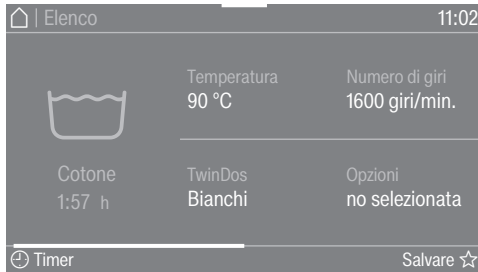 | Elenco 11:02
Temperatura Numero di giri
90 °C 1600 giri/min.
Cotone TwinDos Opzioni
1:57 h Bianchi no selezionata
Timer Salvare